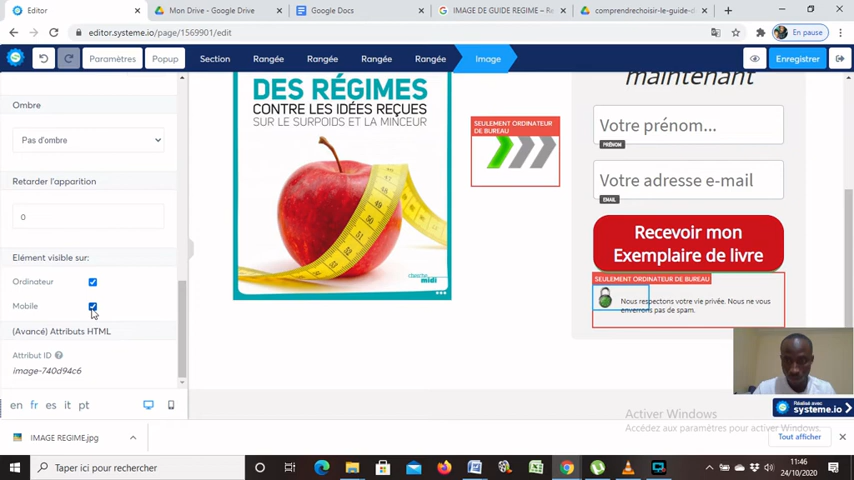 Editor
Mon Drive - Google Drive
Google Docs
IMAGE DE GUIDE REGIME – Re
comprendrechoisir-le-guide-d
editor.systeme.io/page/1569901/edit
En pause
Paramètres
Popup
Section
Rangée
Rangée
Rangée
Rangée
Image
Enregistrer
Ombre
Pas d'ombre
Retarder l'apparition
0
Elément visible sur:
Ordinateur
Mobile
(Avancé) Attributs HTML
Attribut ID
image-740d94c6
en fr es it pt
DES RÉGIMES
CONTRE LES IDÉES REÇUES
SUR LE SURPOIDS ET LA MINCEUR
cherche
midi
SEULEMENT ORDINATEUR
DE BUREAU
maintenant
Votre prénom...
PRÉNOM
Votre adresse e-mail
EMAIL
Recevoir mon
Exemplaire de livre
SEULEMENT ORDINATEUR DE BUREAU
Nous respectons votre vie privée. Nous ne vous
enverrons pas de spam.
Réalisé avec
systeme.io
Activer Windows
Accédez aux paramètres pour activer Windows.
IMAGE REGIME.jpg
Tout afficher
Taper ici pour rechercher
11:46
24/10/2020